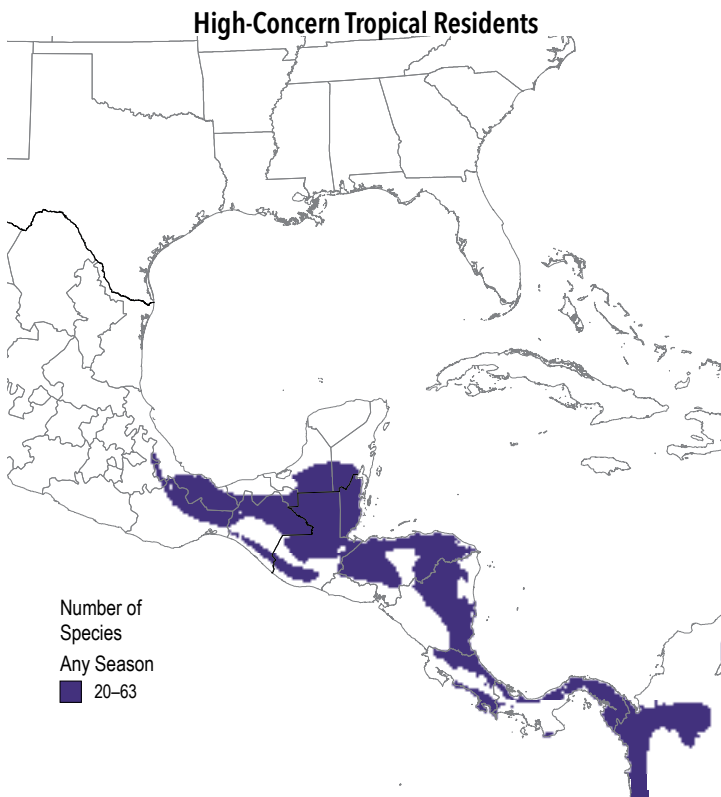 High-Concern Tropical Residents
Number of
Species
Any Season
20–63